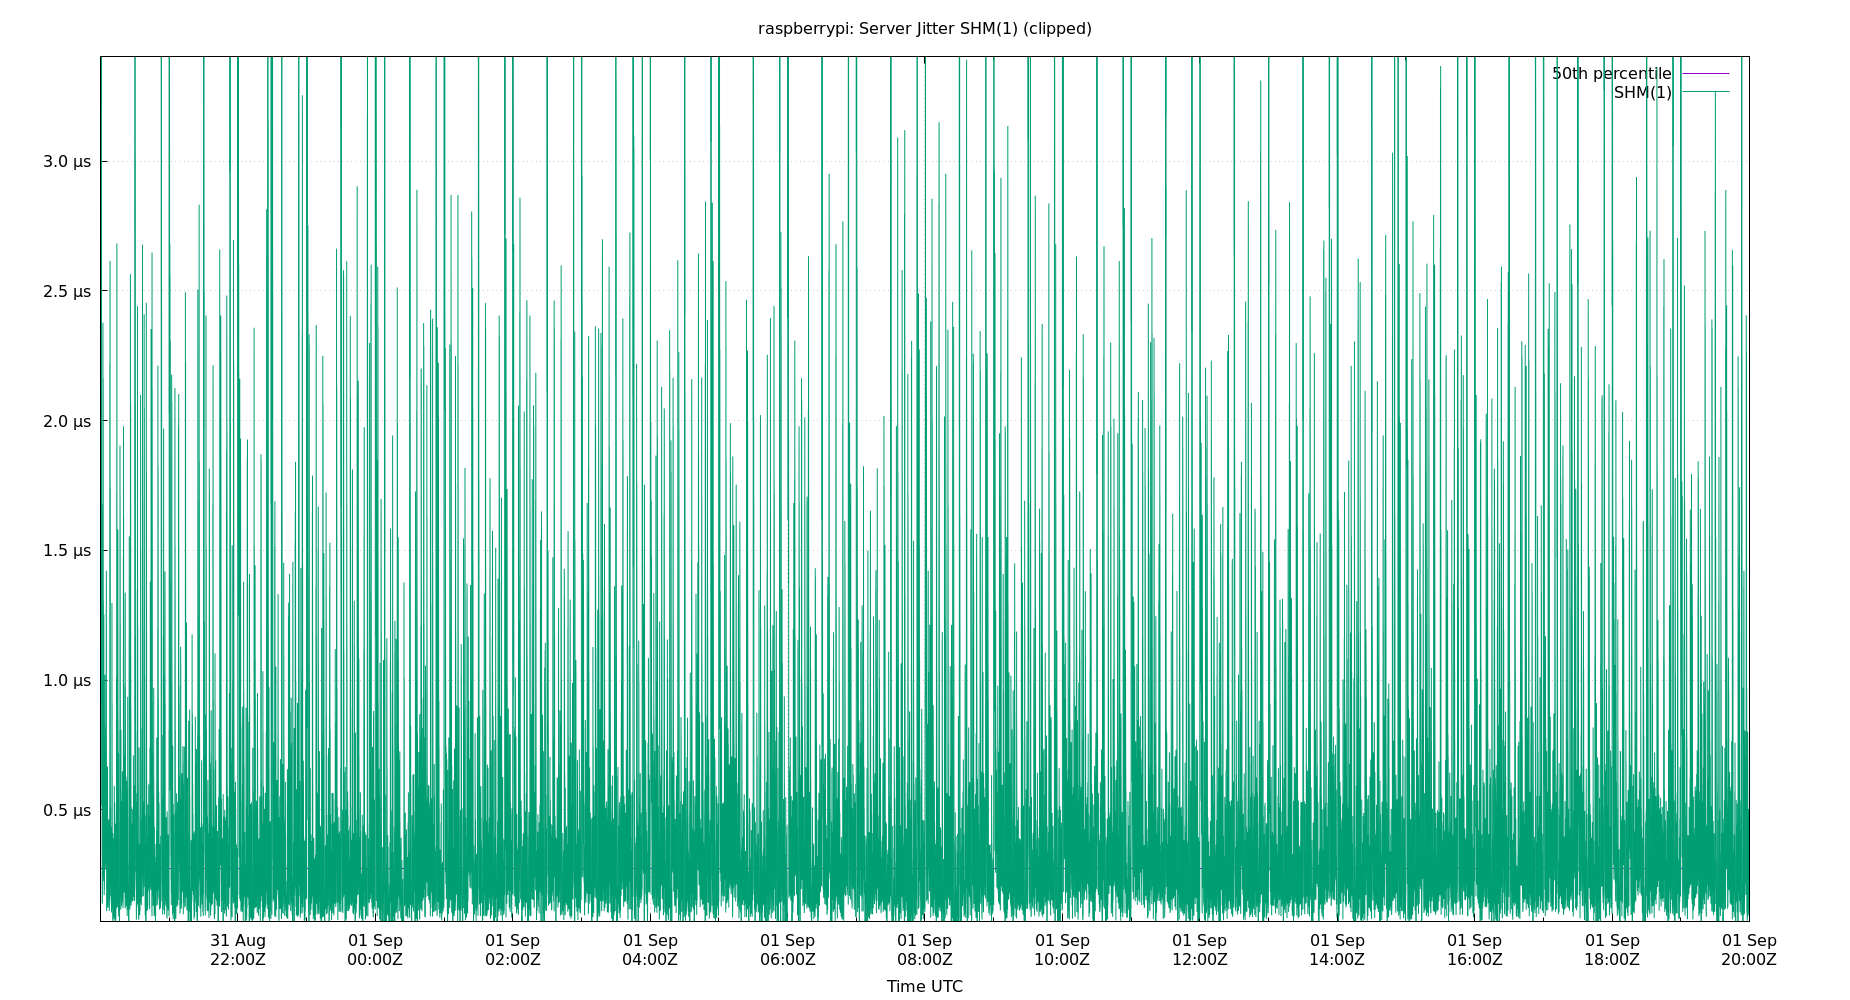 raspberrypi: Server Jitter SHM(1) (clipped)
50th percentile
SHM(1)
3.0 µs
2.5 µs
2.0 µs
1.5 µs
1.0 µs
0.5 µs
31 Aug 01 Sep 01 Sep 01 Sep 01 Sep 01 Sep 01 Sep 01 Sep 01 Sep 01 Sep 01 Sep 01 Sep
22:00Z 00:00Z 02:00Z 04:00Z 06:00Z 08:00Z 10:00Z 12:00Z 14:00Z 16:00Z 18:00Z 20:00Z
Time UTC